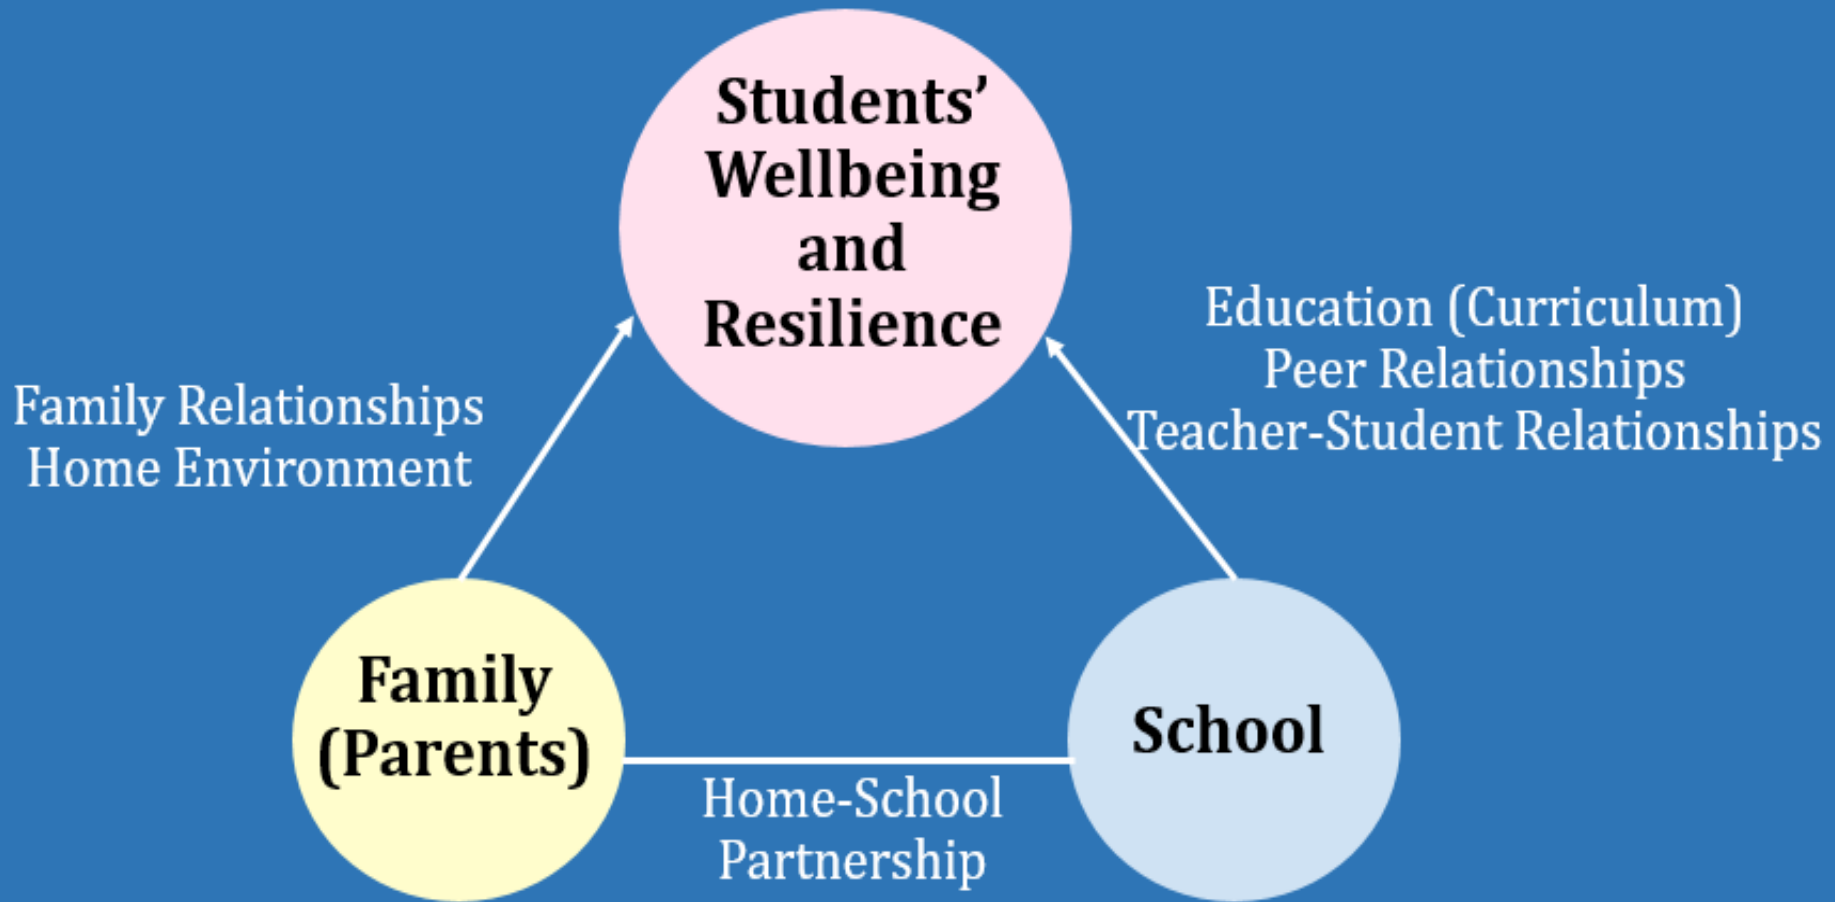 Students’
Wellbeing
and
Resilience
Education (Curriculum)
Peer Relationships
Teacher-Student Relationships
Family Relationships
Home Environment
Family
(Parents)
School
Home-School
Partnership